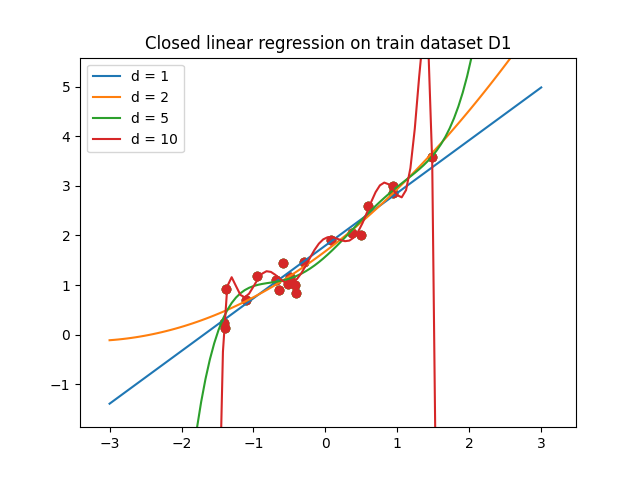 Closed linear regression on train dataset D1
d = 1
d = 2
d = 5
d = 10
5
4
3
2
1
0
−1
−3 −2 −1 0 1 2 3